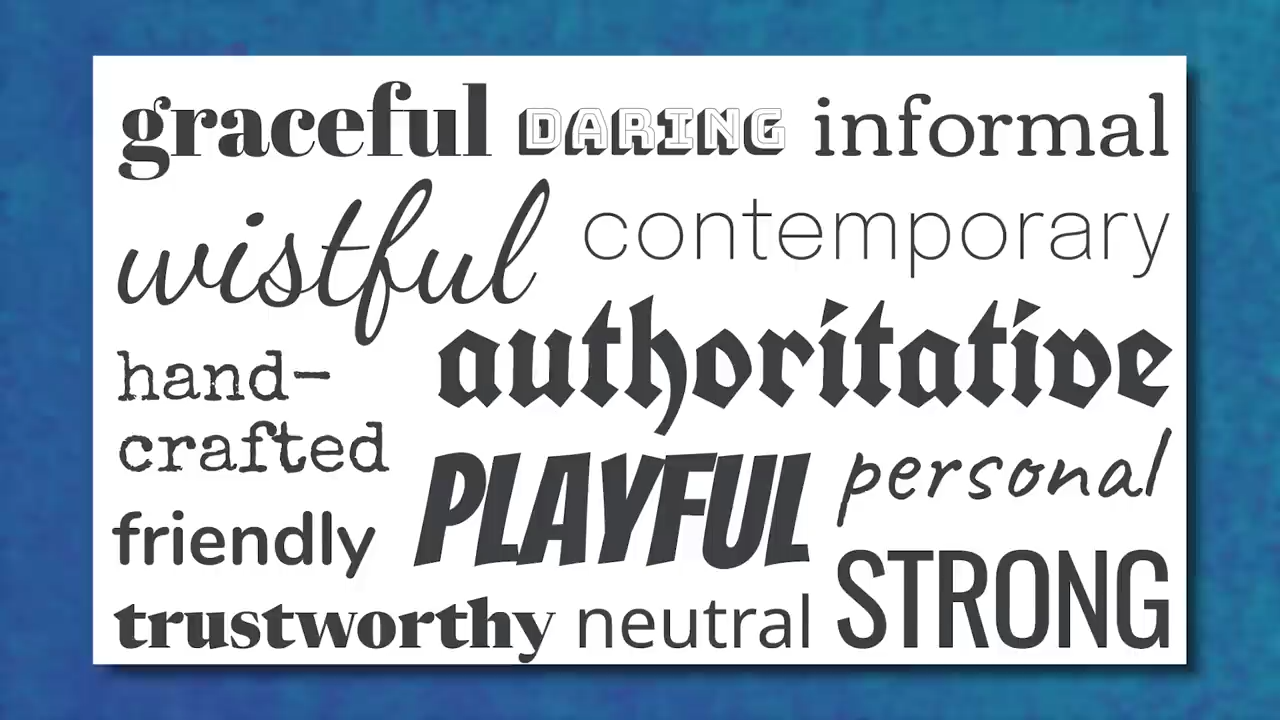 graceful DARING informal
wistful contemporary
authoritative
hand-
crafted
PLAYFUL personal
friendly
STRONG
trustworthy neutral